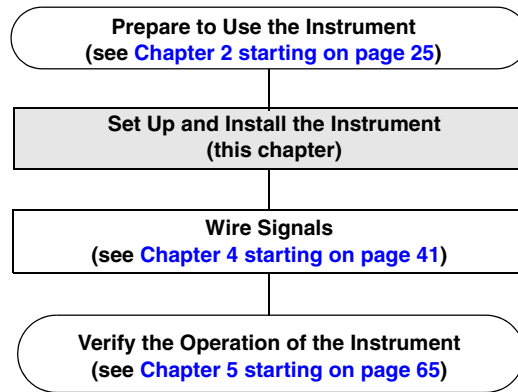 Prepare to Use the Instrument
(see Chapter 2 starting on page 25)
Set Up and Install the Instrument
(this chapter)
Wire Signals
(see Chapter 4 starting on page 41)
Verify the Operation of the Instrument
(see Chapter 5 starting on page 65)